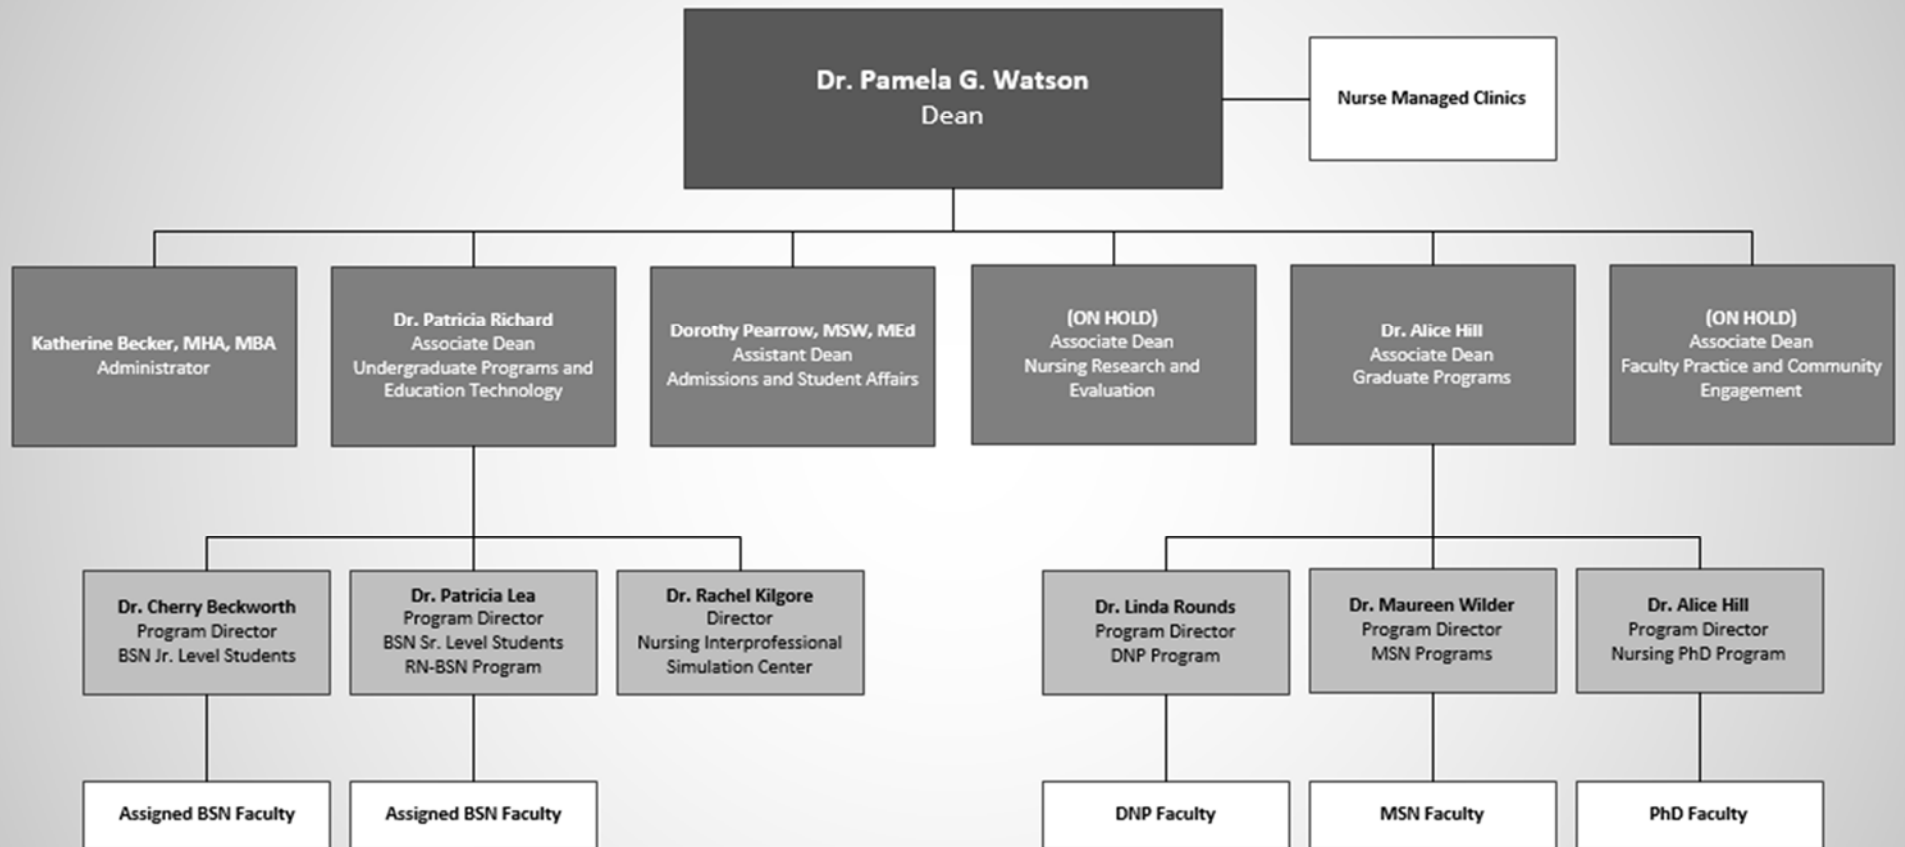 Dr. Pamela G. Watson
Dean
Nurse Managed Clinics
Katherine Becker, MHA, MBA
Administrator
Dr. Patricia Richard
Associate Dean
Undergraduate Programs and
Education Technology
Dorothy Pearrow, MSW, MEd
Assistant Dean
Admissions and Student Affairs
(ON HOLD)
Associate Dean
Nursing Research and
Evaluation
Dr. Alice Hill
Associate Dean
Graduate Programs
(ON HOLD)
Associate Dean
Faculty Practice and Community
Engagement
Dr. Cherry Beckworth
Program Director
BSN Jr. Level Students
Dr. Patricia Lea
Program Director
BSN Sr. Level Students
RN-BSN Program
Dr. Rachel Kilgore
Director
Nursing Interprofessional
Simulation Center
Dr. Linda Rounds
Program Director
DNP Program
Dr. Maureen Wilder
Program Director
MSN Programs
Dr. Alice Hill
Program Director
Nursing PhD Program
Assigned BSN Faculty
Assigned BSN Faculty
DNP Faculty
MSN Faculty
PhD Faculty